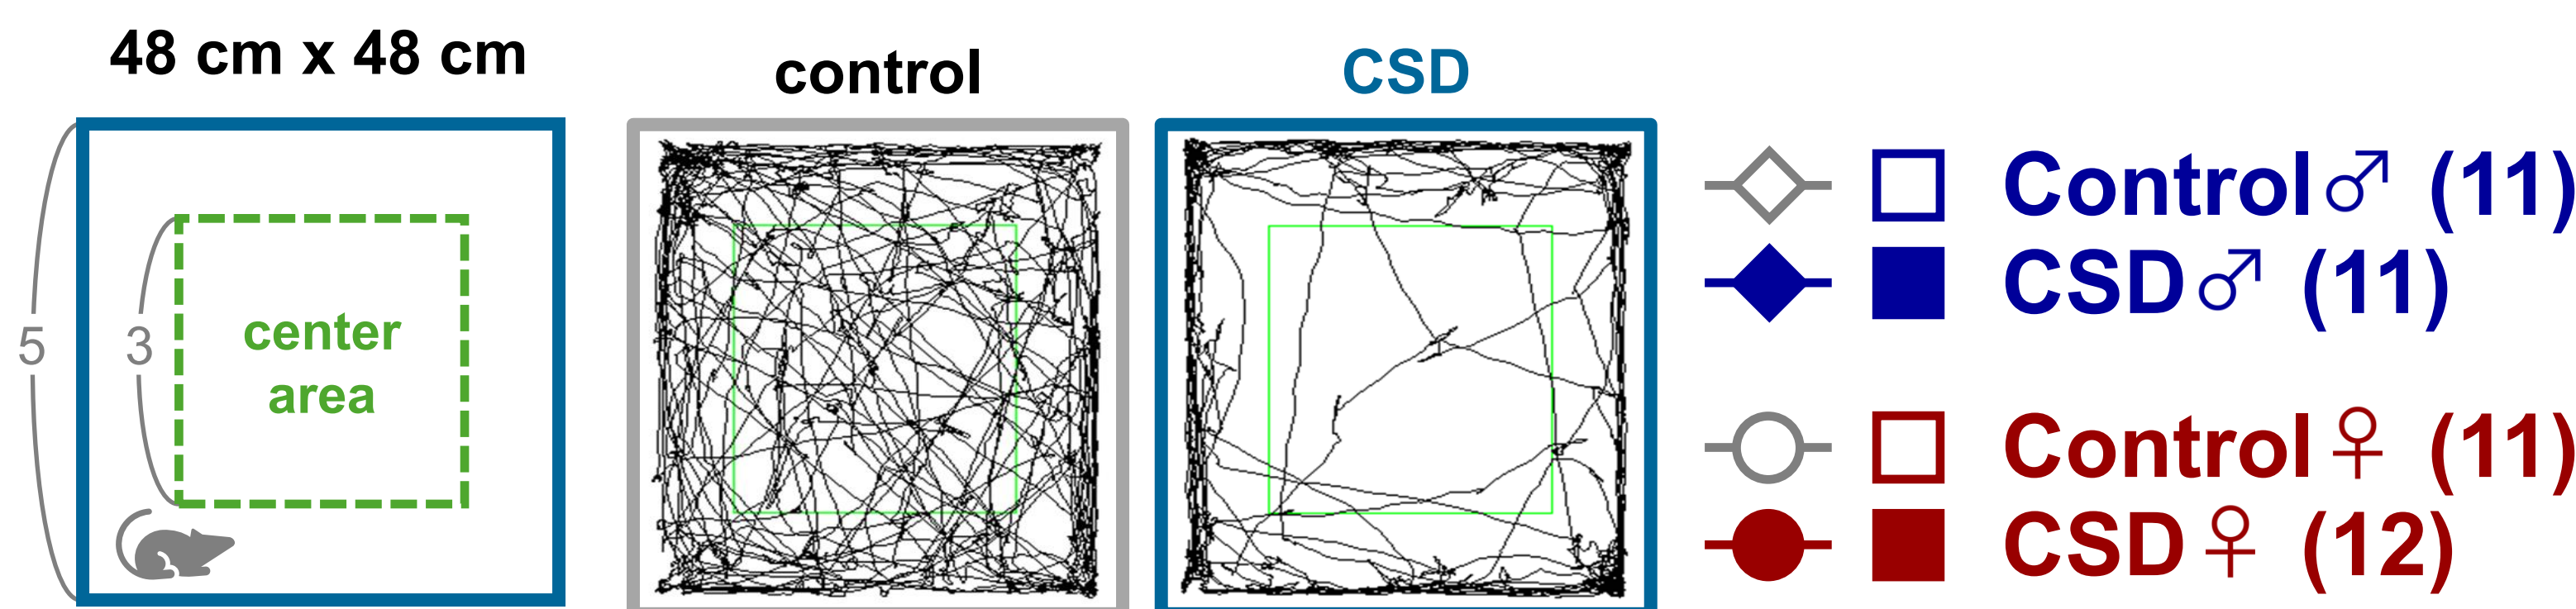 48 cm x 48 cm
control
CSD
5
3
center
area
Control♂ (11)
CSD♂ (11)
Control♀ (11)
CSD♀ (12)